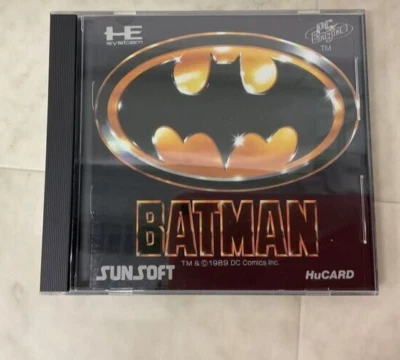 HE
system
PC
Engine
TM
BATMAN
TM & ©1989 DC Comics Inc.
SUNSOFT
HuCARD